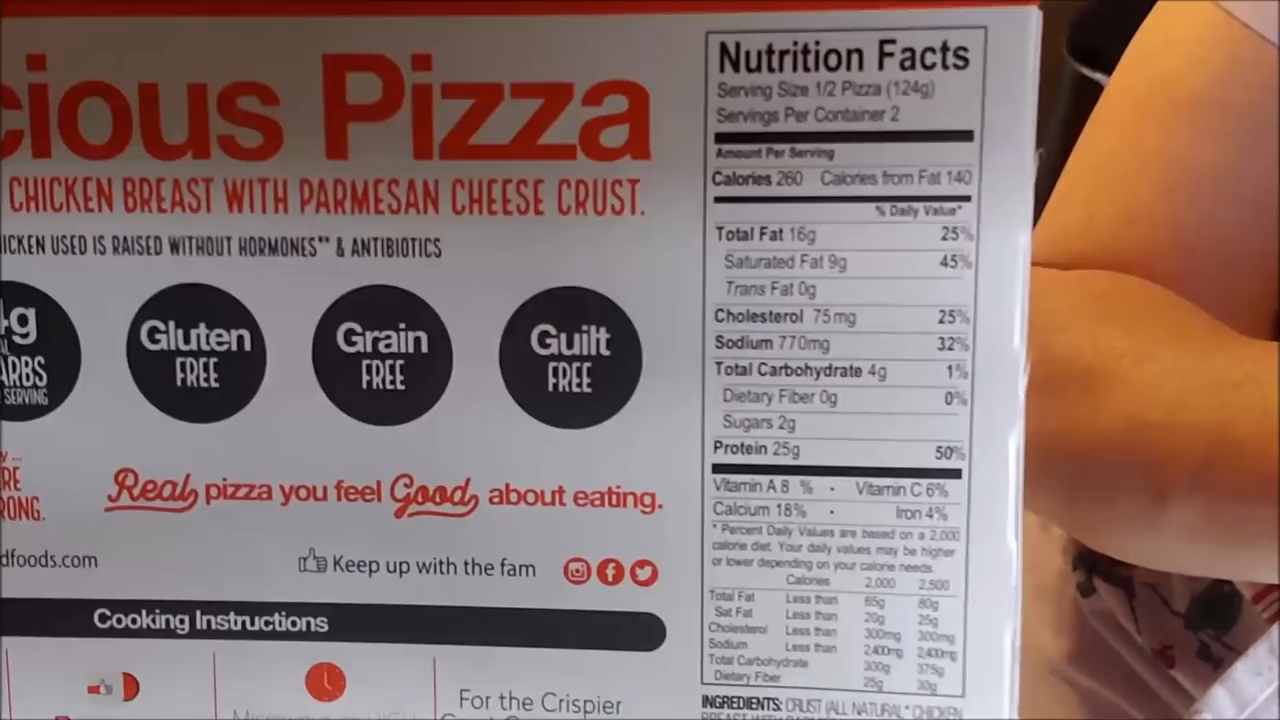 cious Pizza
CHICKEN BREAST WITH PARMESAN CHEESE CRUST.
ICKEN USED IS RAISED WITHOUT HORMONES** & ANTIBIOTICS
4g
ARBS
SERVING
Gluten
FREE
Grain
FREE
Guilt
FREE
RE
RONG.
Real pizza you feel Good about eating.
dfoods.com
Keep up with the fam
Cooking Instructions
For the Crispier
Nutrition Facts
Serving Size 1/2 Pizza (124g)
Servings Per Container 2
Amount Per Serving
Calories 260 Calories from Fat 140
% Daily Value*
Total Fat 16g 25%
Saturated Fat 9g 45%
Trans Fat 0g
Cholesterol 75mg 25%
Sodium 770mg 32%
Total Carbohydrate 4g 1%
Dietary Fiber 0g 0%
Sugars 2g
Protein 25g 50%
Vitamin A 8 % · Vitamin C 6%
Calcium 18% · Iron 4%
* Percent Daily Values are based on a 2,000
calorie diet. Your daily values may be higher
or lower depending on your calorie needs.
Calories 2,000 2,500
Total Fat Less than 65g 80g
Sat Fat Less than 20g 25g
Cholesterol Less than 300mg 300mg
Sodium Less than 2,400mg 2,400mg
Total Carbohydrate 300g 375g
Dietary Fiber 25g 30g
INGREDIENTS: CRUST (ALL NATURAL* CHICKEN